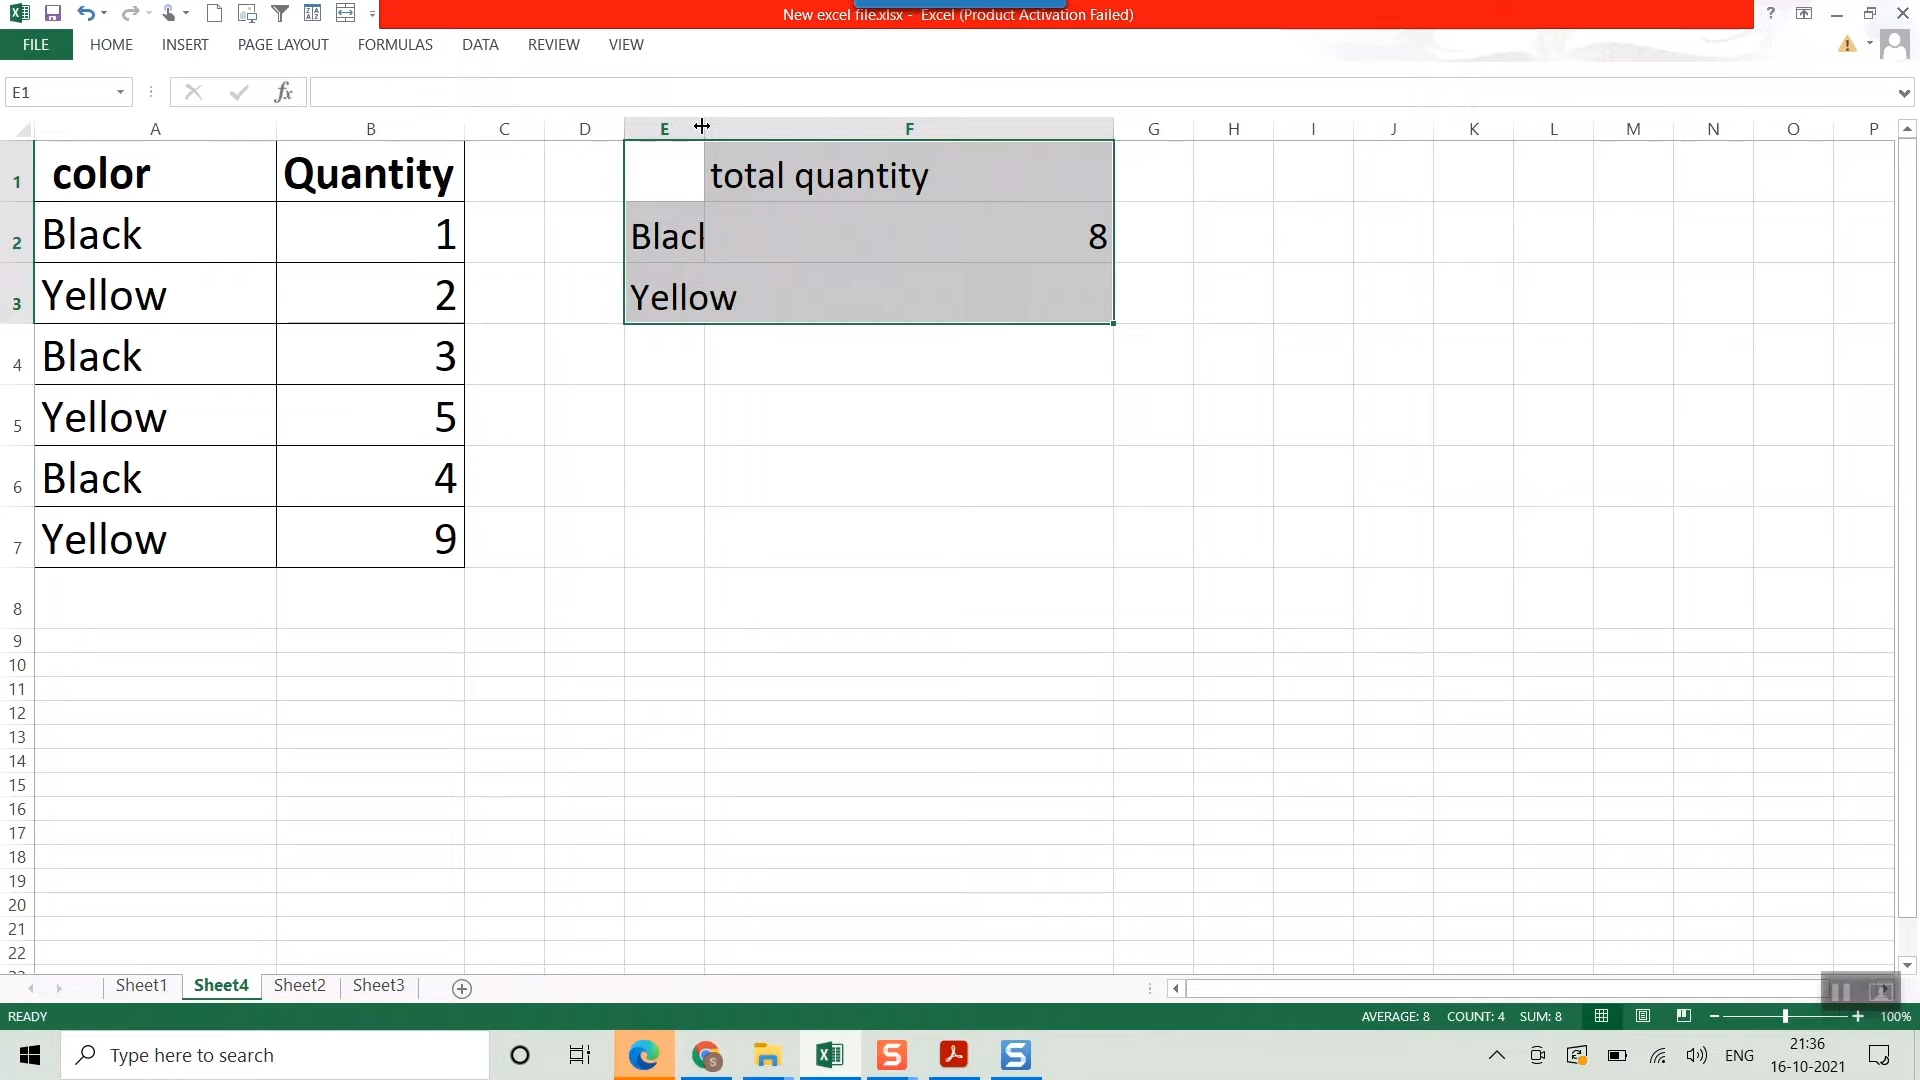 New excel file.xlsx - Excel (Product Activation Failed)
?
FILE HOME INSERT PAGE LAYOUT FORMULAS DATA REVIEW VIEW
E1 fx
A B C D E F G H I J K L M N O P
1 color Quantity total quantity
2 Black 1 Black 8
3 Yellow 2 Yellow
4 Black 3
5 Yellow 5
6 Black 4
7 Yellow 9
8
9
10
11
12
13
14
15
16
17
18
19
20
21
22
Sheet1 Sheet4 Sheet2 Sheet3
READY AVERAGE: 8 COUNT: 4 SUM: 8 100%
Type here to search ENG 21:36
16-10-2021